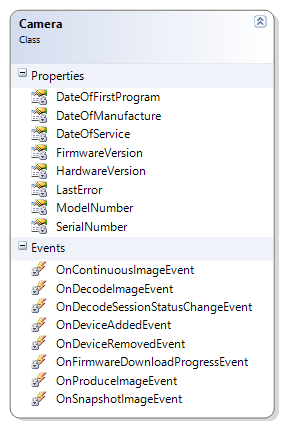 Camera
Class
Properties
DateOfFirstProgram
DateOfManufacture
DateOfService
FirmwareVersion
HardwareVersion
LastError
ModelNumber
SerialNumber
Events
OnContinuousImageEvent
OnDecodeImageEvent
OnDecodeSessionStatusChangeEvent
OnDeviceAddedEvent
OnDeviceRemovedEvent
OnFirmwareDownloadProgressEvent
OnProduceImageEvent
OnSnapshotImageEvent